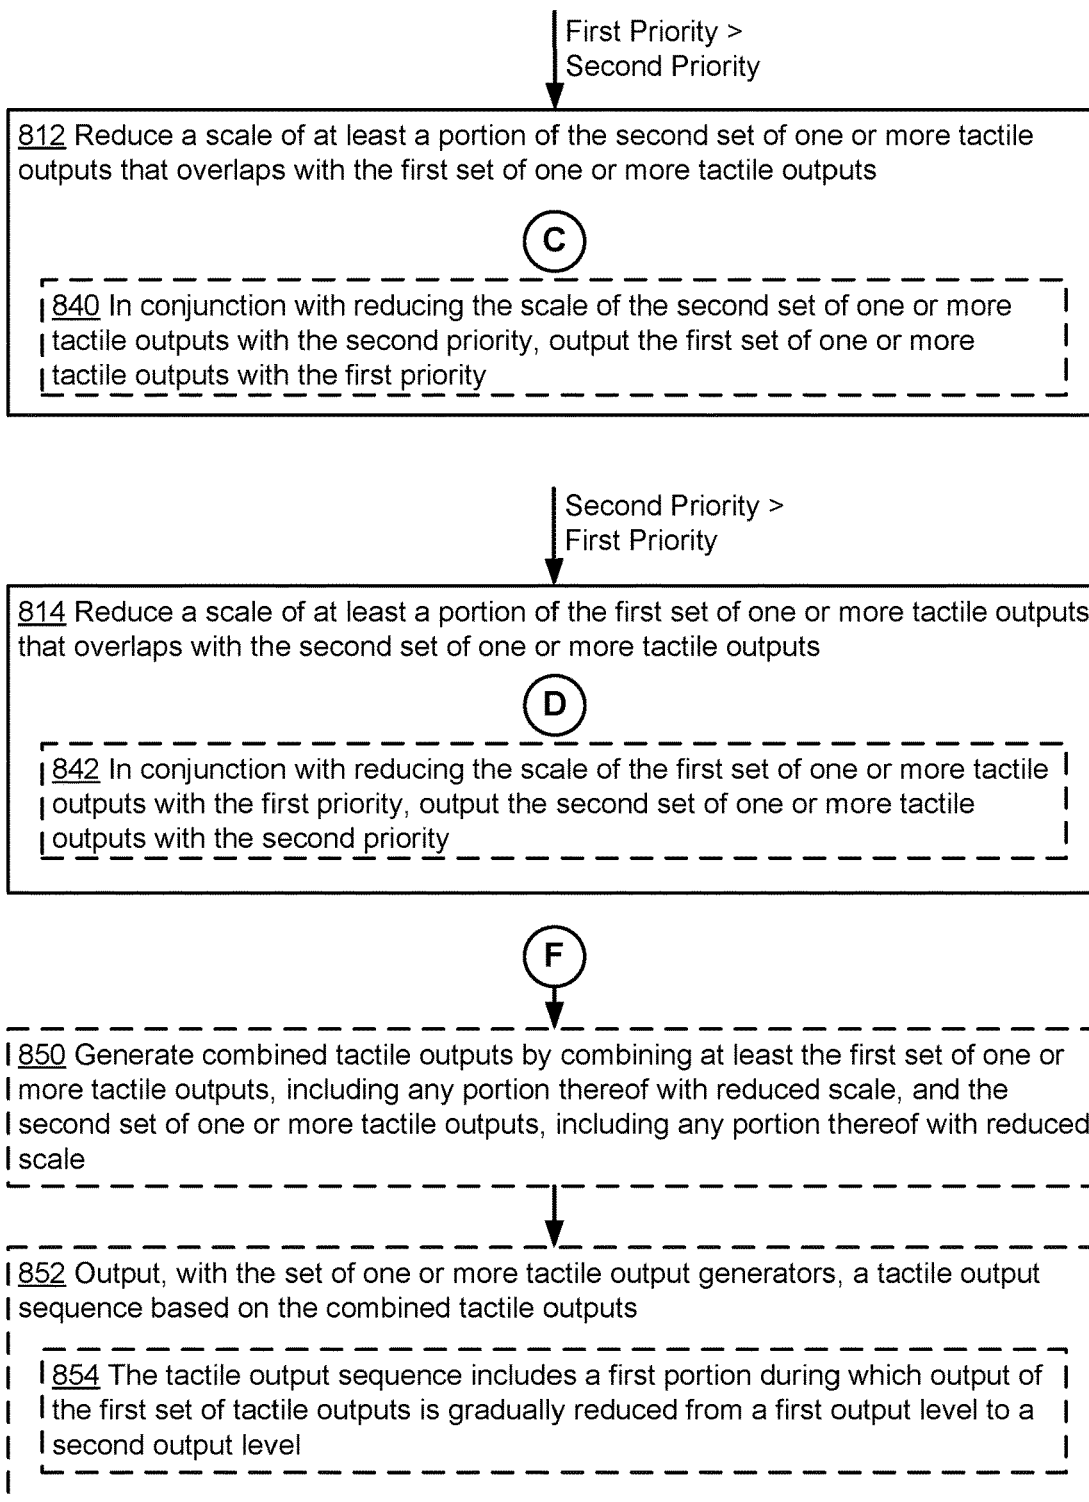 First Priority >
Second Priority
812 Reduce a scale of at least a portion of the second set of one or more tactile
outputs that overlaps with the first set of one or more tactile outputs
C
840 In conjunction with reducing the scale of the second set of one or more
tactile outputs with the second priority, output the first set of one or more
tactile outputs with the first priority
Second Priority >
First Priority
814 Reduce a scale of at least a portion of the first set of one or more tactile outputs
that overlaps with the second set of one or more tactile outputs
D
842 In conjunction with reducing the scale of the first set of one or more tactile
outputs with the first priority, output the second set of one or more tactile
outputs with the second priority
F
850 Generate combined tactile outputs by combining at least the first set of one or
more tactile outputs, including any portion thereof with reduced scale, and the
second set of one or more tactile outputs, including any portion thereof with reduced
scale
852 Output, with the set of one or more tactile output generators, a tactile output
sequence based on the combined tactile outputs
854 The tactile output sequence includes a first portion during which output of
the first set of tactile outputs is gradually reduced from a first output level to a
second output level